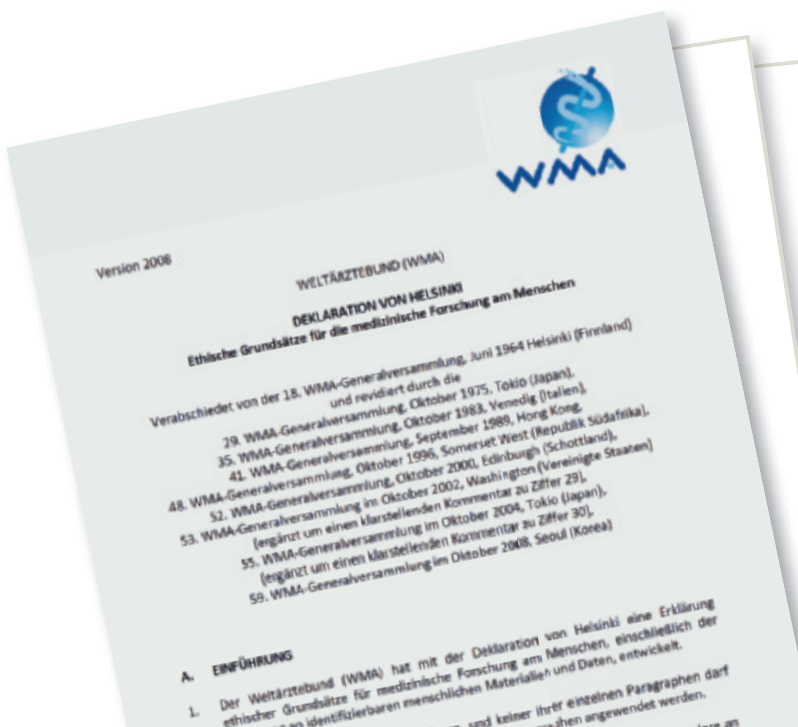 WMA
Version 2008
WELTÄRZTEBUND (WMA)
DEKLARATION VON HELSINKI
Ethische Grundsätze für die medizinische Forschung am Menschen
Verabschiedet von der 18. WMA-Generalversammlung, Juni 1964 Helsinki (Finnland)
und revidiert durch die
29. WMA-Generalversammlung, Oktober 1975, Tokio (Japan),
35. WMA-Generalversammlung, Oktober 1983, Venedig (Italien),
41. WMA-Generalversammlung, September 1989, Hong Kong,
48. WMA-Generalversammlung, Oktober 1996, Somerset West (Republik Südafrika),
52. WMA-Generalversammlung, Oktober 2000, Edinburgh (Schottland),
53. WMA-Generalversammlung im Oktober 2002, Washington (Vereinigte Staaten)
(ergänzt um einen klarstellenden Kommentar zu Ziffer 29),
55. WMA-Generalversammlung im Oktober 2004, Tokio (Japan),
(ergänzt um einen klarstellenden Kommentar zu Ziffer 30),
59. WMA-Generalversammlung im Oktober 2008, Seoul (Korea)
A. EINFÜHRUNG
1. Der Weltärztebund (WMA) hat mit der Deklaration von Helsinki eine Erklärung
ethischer Grundsätze für medizinische Forschung am Menschen, einschließlich der
an identifizierbaren menschlichen Materialien und Daten, entwickelt.
und keiner ihrer einzelnen Paragraphen darf
angewendet werden.